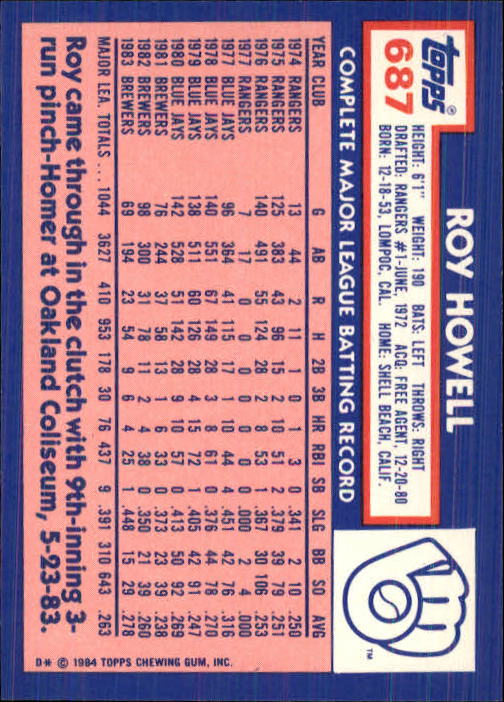 topps®
687
ROY HOWELL
HEIGHT: 6'1" WEIGHT: 190 BATS: LEFT THROWS: RIGHT
DRAFTED: RANGERS #1-JUNE, 1972 ACQ: FREE AGENT, 12-20-80
BORN: 12-18-53, LOMPOC, CAL. HOME: SHELL BEACH, CALIF.
COMPLETE MAJOR LEAGUE BATTING RECORD
YEAR CLUB G AB R H 2B 3B HR RBI SB SLG BB SO AVG
1974 RANGERS 13 44 2 11 1 0 1 3 0 .341 2 10 .250
1975 RANGERS 125 383 43 96 15 2 10 51 2 .379 39 79 .251
1976 RANGERS 140 491 55 124 28 2 8 53 1 .367 30 106 .253
1977 RANGERS 7 17 0 0 0 0 0 0 0 .000 2 4 .000
1977 BLUE JAYS 96 364 41 115 17 1 10 44 4 .451 42 76 .316
1978 BLUE JAYS 140 551 67 149 28 3 8 61 0 .376 44 78 .270
1979 BLUE JAYS 138 511 60 126 28 4 15 72 1 .405 42 91 .247
1980 BLUE JAYS 142 528 51 142 28 9 10 57 0 .413 50 92 .269
1981 BREWERS 76 244 37 58 13 1 6 33 0 .373 23 39 .238
1982 BREWERS 98 300 31 78 11 2 4 38 0 .350 21 39 .260
1983 BREWERS 69 194 23 54 9 6 4 25 1 .448 15 29 .278
MAJOR LEA. TOTALS ... 1044 3627 410 953 178 30 76 437 9 .391 310 643 .263
Roy came through in the clutch with 9th-inning 3-
run pinch-Homer at Oakland Coliseum, 5-23-83.
D* © 1984 TOPPS CHEWING GUM, INC.
TM